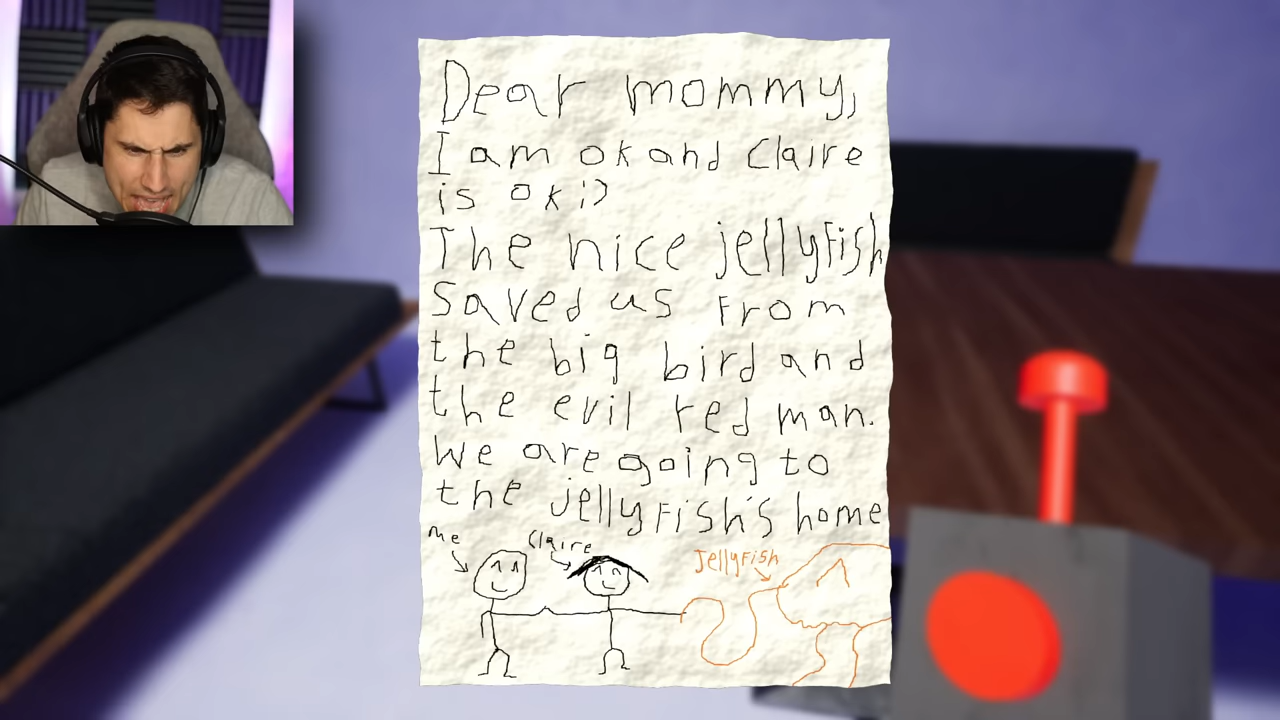 Dear mommy,
I am ok and Claire
is ok :)
The nice jellyfish
saved us from
the big bird and
the evil red man.
We are going to
the jellyfish's home
Me
Claire
Jellyfish